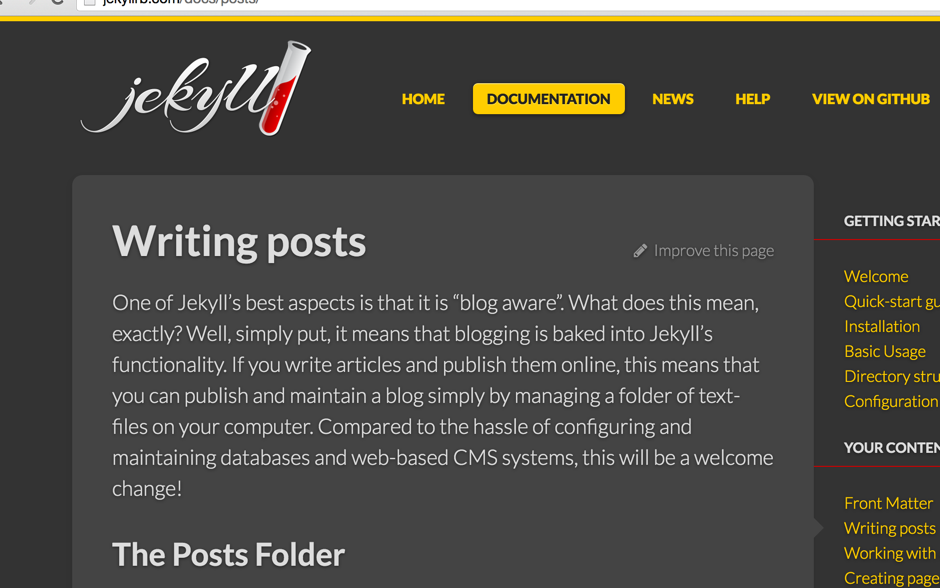 jekyllrb.com/docs/posts/
jekyll
HOME DOCUMENTATION NEWS HELP VIEW ON GITHUB
Writing posts
Improve this page
One of Jekyll’s best aspects is that it is “blog aware”. What does this mean,
exactly? Well, simply put, it means that blogging is baked into Jekyll’s
functionality. If you write articles and publish them online, this means that
you can publish and maintain a blog simply by managing a folder of text-
files on your computer. Compared to the hassle of configuring and
maintaining databases and web-based CMS systems, this will be a welcome
change!
The Posts Folder
GETTING STAR
Welcome
Quick-start gu
Installation
Basic Usage
Directory stru
Configuration
YOUR CONTEN
Front Matter
Writing posts
Working with
Creating page